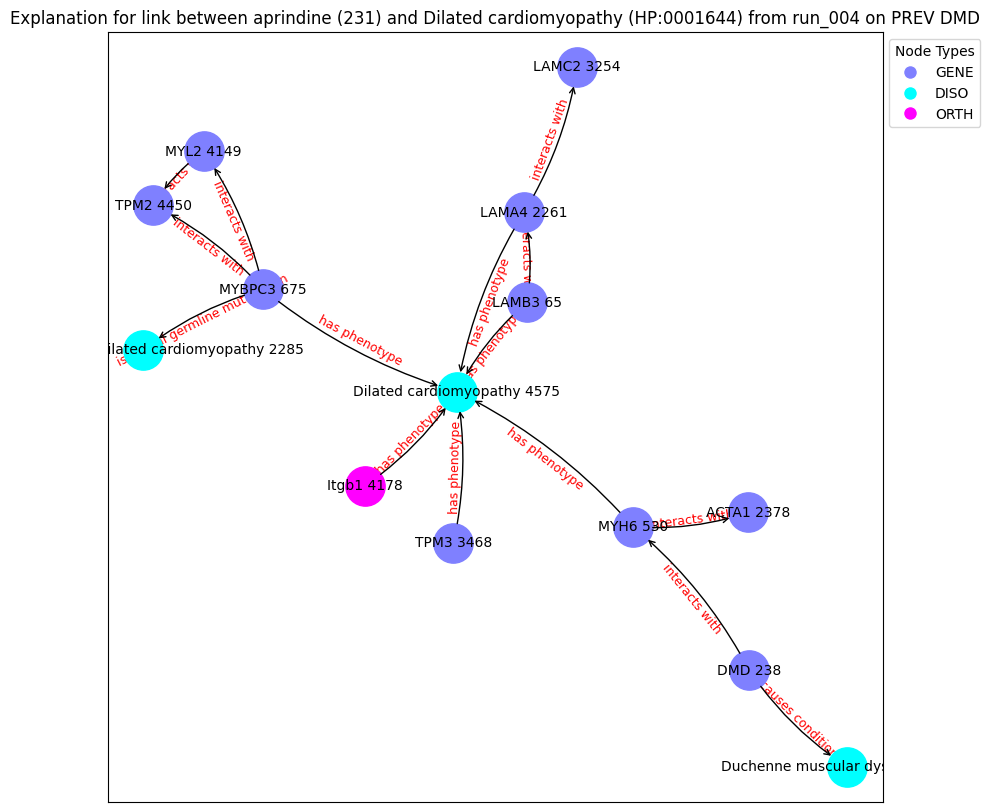 Explanation for link between aprindine (231) and Dilated cardiomyopathy (HP:0001644) from run_004 on PREV DMD
Node Types
GENE
DISO
ORTH
LAMC2 3254
interacts with
MYL2 4149
acts
TPM2 4450
interacts with
interacts with
LAMA4 2261
MYBPC3 675
LAMB3 65
has phenotype
has phenotype
germline
ilated cardiomyopathy 2285
has phenotype
Dilated cardiomyopathy 4575
has phenotype
has phenotype
has phenotype
Itgb1 4178
TPM3 3468
MYH6 530
ACTA1 2378
interacts with
interacts with
DMD 238
causes condition
Duchenne muscular dys